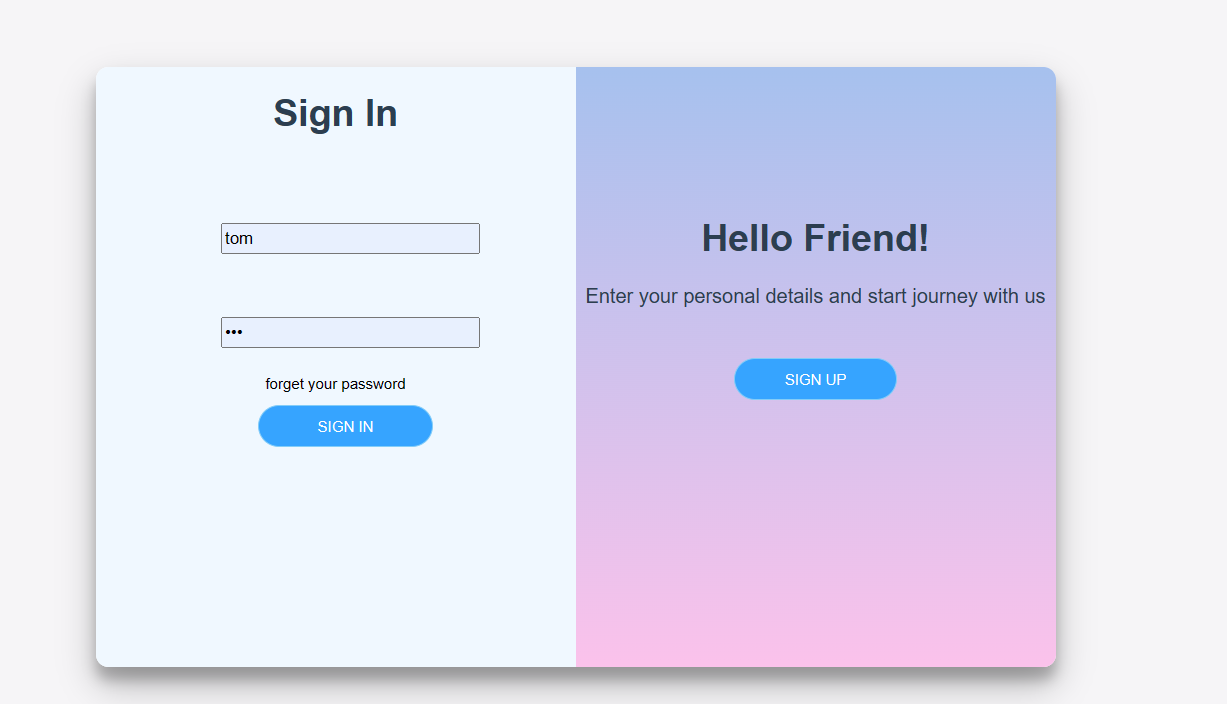 Sign In
tom
•••
forget your password
SIGN IN
Hello Friend!
Enter your personal details and start journey with us
SIGN UP